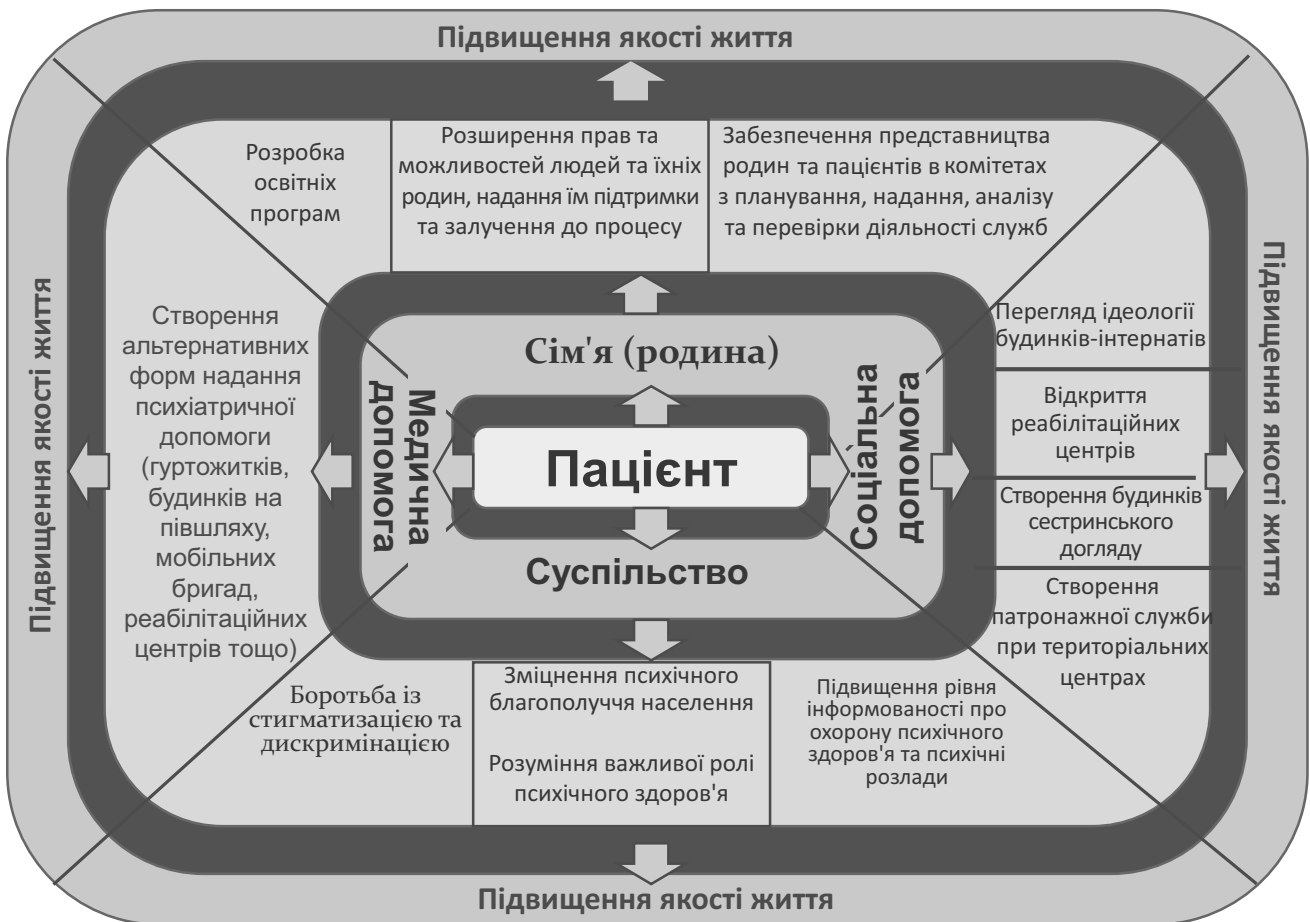 Підвищення якості життя
Розробка
освітніх
програм
Розширення прав та
можливостей людей та їхніх
родин, надання їм підтримки
та залучення до процесу
Забезпечення представництва
родин та пацієнтів в комітетах
з планування, надання, аналізу
та перевірки діяльності служб
Підвищення якості життя
Створення
альтернативних
форм надання
психіатричної
допомоги
(гуртожитків,
будинків на
півшляху,
мобільних
бригад,
реабілітаційних
центрів тощо)
Сім'я (родина)
Медична
допомога
Пацієнт
Соціальна
допомога
Суспільство
Перегляд ідеології
будинків-інтернатів
Відкриття
реабілітаційних
центрів
Створення будинків
сестринського
догляду
Створення
патронажної служби
при територіальних
центрах
Підвищення якості життя
Боротьба із
стигматизацією та
дискримінацією
Зміцнення психічного
благополуччя населення
Розуміння важливої ролі
психічного здоров'я
Підвищення рівня
інформованості про
охорону психічного
здоров'я та психічні
розлади
Підвищення якості життя